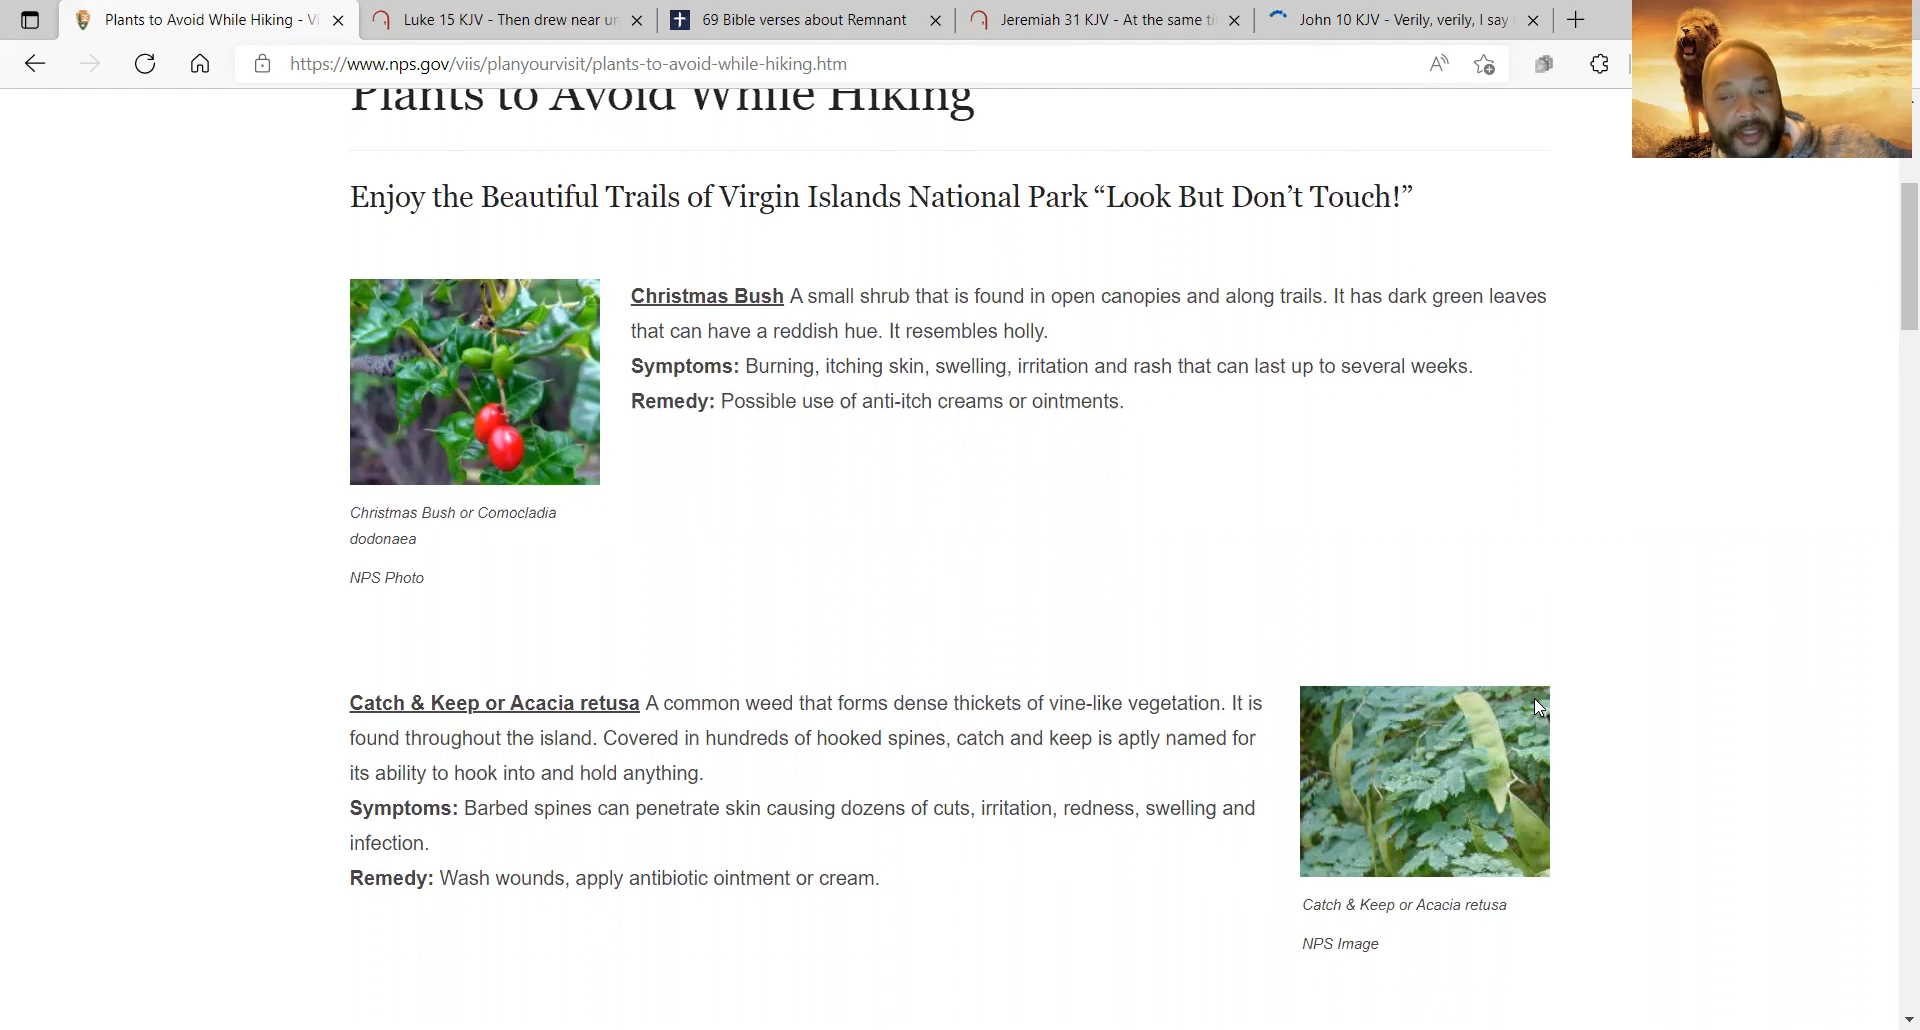 Plants to Avoid While Hiking - Vi
Luke 15 KJV - Then drew near un
69 Bible verses about Remnant
Jeremiah 31 KJV - At the same ti
John 10 KJV - Verily, verily, I say
https://www.nps.gov/viis/planyourvisit/plants-to-avoid-while-hiking.htm
Plants to Avoid While Hiking
Enjoy the Beautiful Trails of Virgin Islands National Park “Look But Don’t Touch!”
Christmas Bush A small shrub that is found in open canopies and along trails. It has dark green leaves
that can have a reddish hue. It resembles holly.
Symptoms: Burning, itching skin, swelling, irritation and rash that can last up to several weeks.
Remedy: Possible use of anti-itch creams or ointments.
Christmas Bush or Comocladia
dodonaea
NPS Photo
Catch & Keep or Acacia retusa A common weed that forms dense thickets of vine-like vegetation. It is
found throughout the island. Covered in hundreds of hooked spines, catch and keep is aptly named for
its ability to hook into and hold anything.
Symptoms: Barbed spines can penetrate skin causing dozens of cuts, irritation, redness, swelling and
infection.
Remedy: Wash wounds, apply antibiotic ointment or cream.
Catch & Keep or Acacia retusa
NPS Image